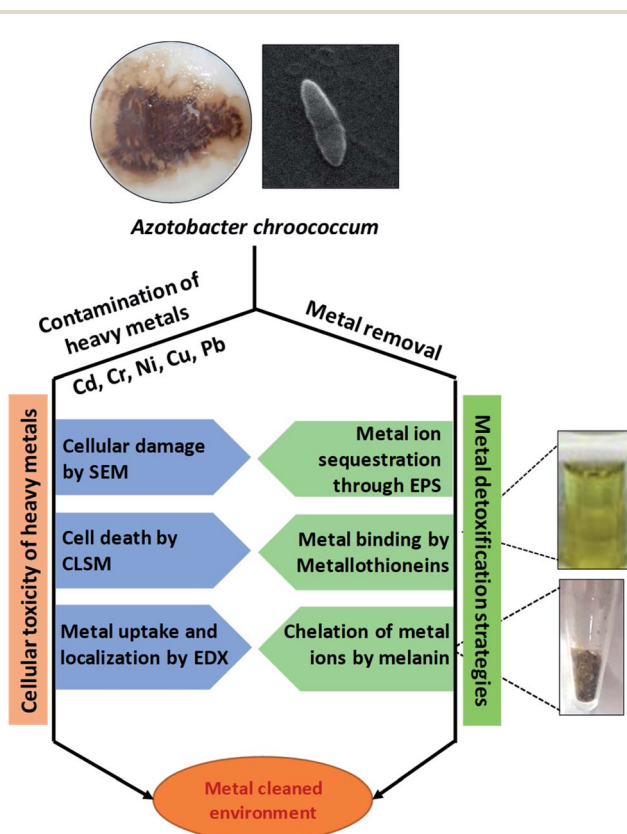 Azotobacter chroococcum
Contamination of
heavy metals
Cd, Cr, Ni, Cu, Pb
Metal removal
Cellular toxicity of heavy metals
Cellular damage
by SEM
Cell death by
CLSM
Metal uptake and
localization by EDX
Metal ion
sequestration
through EPS
Metal binding by
Metallothioneins
Chelation of metal
ions by melanin
Metal detoxification strategies
Metal cleaned
environment